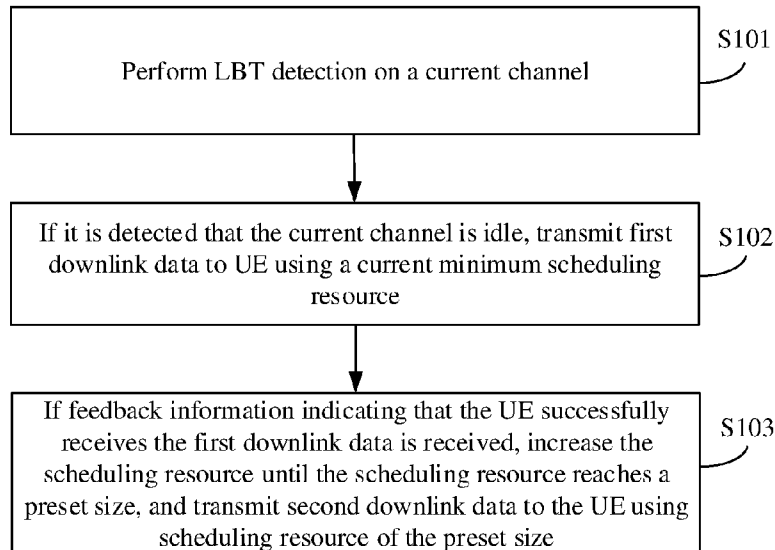 S101
Perform LBT detection on a current channel
S102
If it is detected that the current channel is idle, transmit first
downlink data to UE using a current minimum scheduling
resource
S103
If feedback information indicating that the UE successfully
receives the first downlink data is received, increase the
scheduling resource until the scheduling resource reaches a
preset size, and transmit second downlink data to the UE using
scheduling resource of the preset size